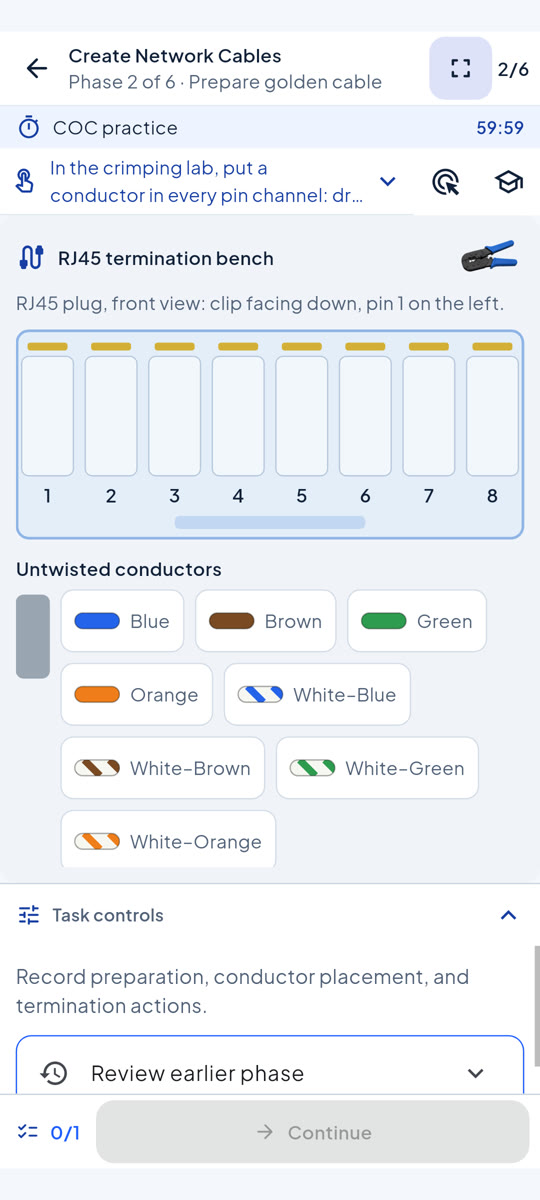 Create Network Cables
Phase 2 of 6 · Prepare golden cable
2/6
COC practice
59:59
In the crimping lab, put a
conductor in every pin channel: dr...
RJ45 termination bench
RJ45 plug, front view: clip facing down, pin 1 on the left.
1 2 3 4 5 6 7 8
Untwisted conductors
Blue Brown Green
Orange White-Blue
White-Brown White-Green
White-Orange
Task controls
Record preparation, conductor placement, and
termination actions.
Review earlier phase
0/1
Continue